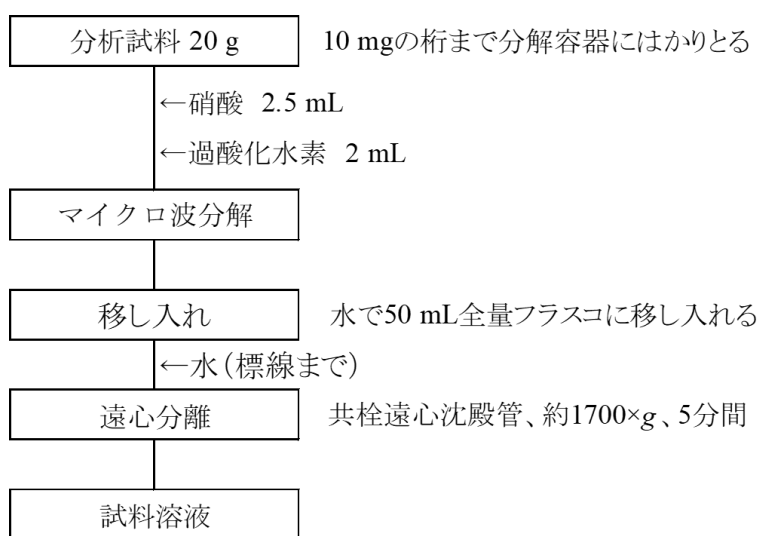 分析試料 20 g 10 mgの桁まで分解容器にはかりとる
←硝酸 2.5 mL
←過酸化水素 2 mL
マイクロ波分解
移し入れ 水で50 mL全量フラスコに移し入れる
←水(標線まで)
遠心分離 共栓遠心沈殿管、約1700×g、5分間
試料溶液